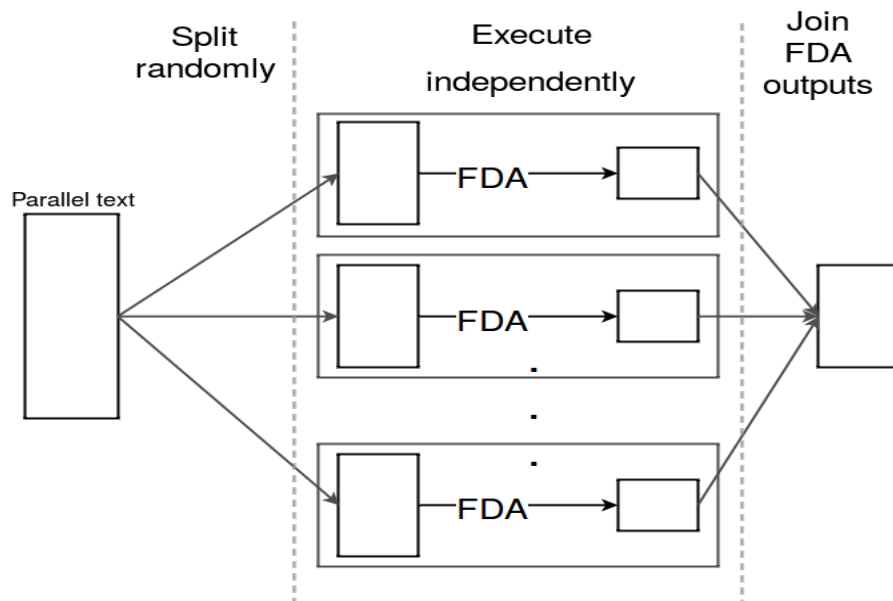 Split
randomly
Execute
independently
Join
FDA
outputs
Parallel text
FDA
FDA
FDA